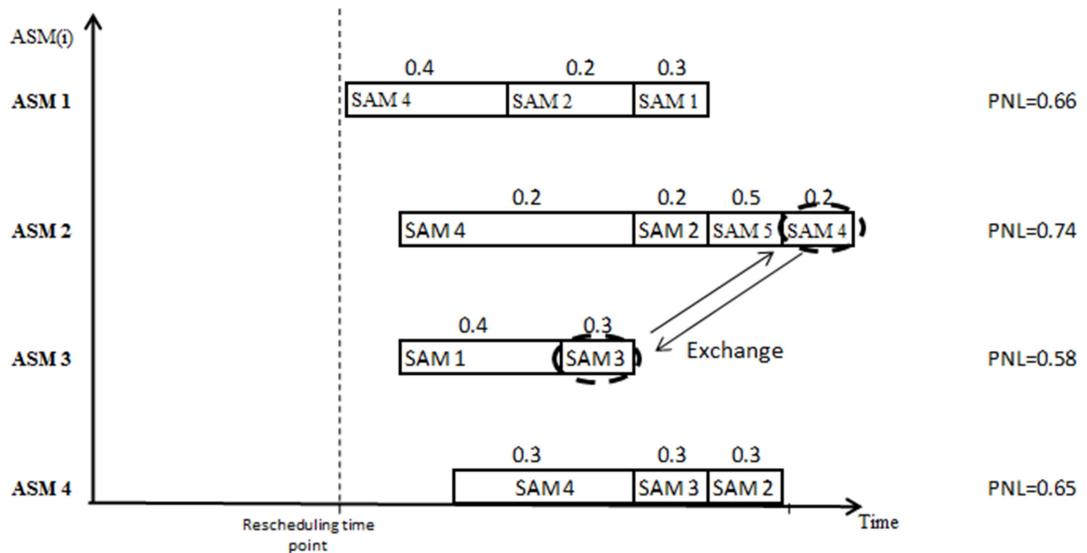 ASM(i)
0.4 0.2 0.3
ASM 1 SAM 4 SAM 2 SAM 1 PNL=0.66
0.2 0.2 0.5 0.2
ASM 2 SAM 4 SAM 2 SAM 5 SAM 4 PNL=0.74
0.4 0.3
Exchange
ASM 3 SAM 1 SAM 3 PNL=0.58
0.3 0.3 0.3
ASM 4 SAM 4 SAM 3 SAM 2 PNL=0.65
Time
Rescheduling time
point